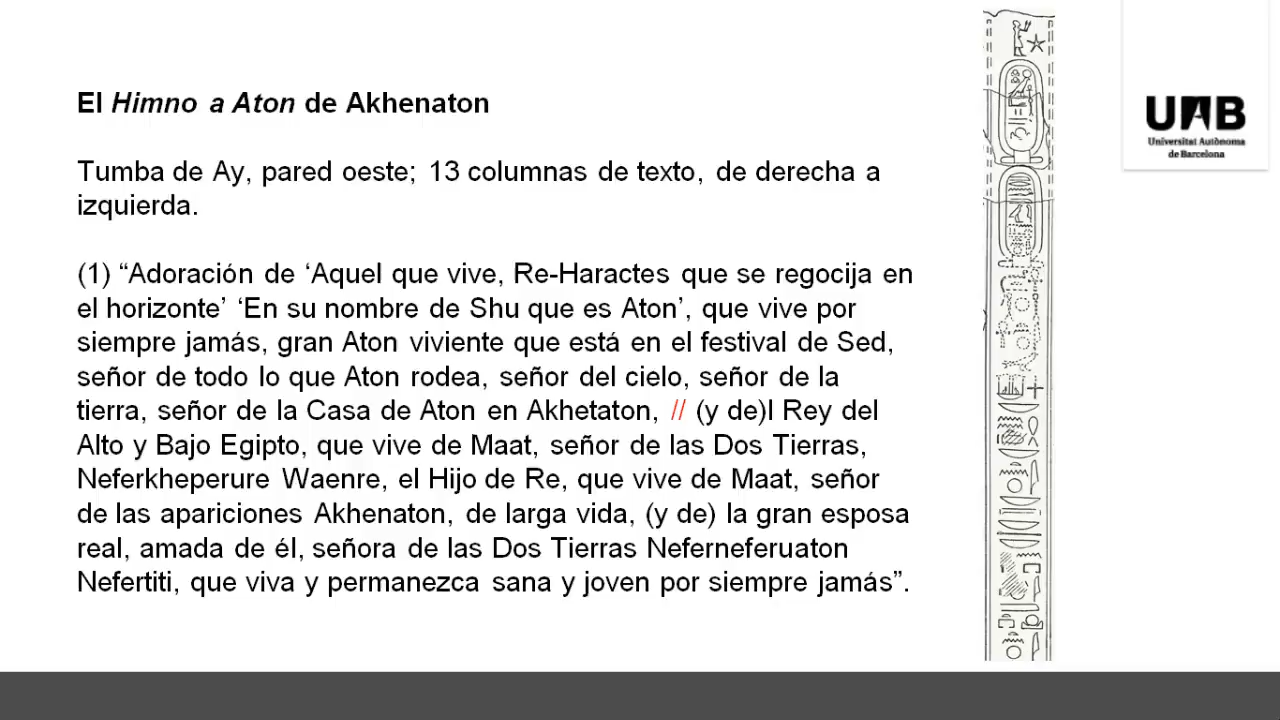 El Himno a Aton de Akhenaton
Tumba de Ay, pared oeste; 13 columnas de texto, de derecha a
izquierda.
(1) “Adoración de ‘Aquel que vive, Re-Haractes que se regocija en
el horizonte’ ‘En su nombre de Shu que es Aton’, que vive por
siempre jamás, gran Aton viviente que está en el festival de Sed,
señor de todo lo que Aton rodea, señor del cielo, señor de la
tierra, señor de la Casa de Aton en Akhetaton, // (y de)l Rey del
Alto y Bajo Egipto, que vive de Maat, señor de las Dos Tierras,
Neferkheperure Waenre, el Hijo de Re, que vive de Maat, señor
de las apariciones Akhenaton, de larga vida, (y de) la gran esposa
real, amada de él, señora de las Dos Tierras Neferneferuaton
Nefertiti, que viva y permanezca sana y joven por siempre jamás”.
UAB
Universitat Autònoma
de Barcelona